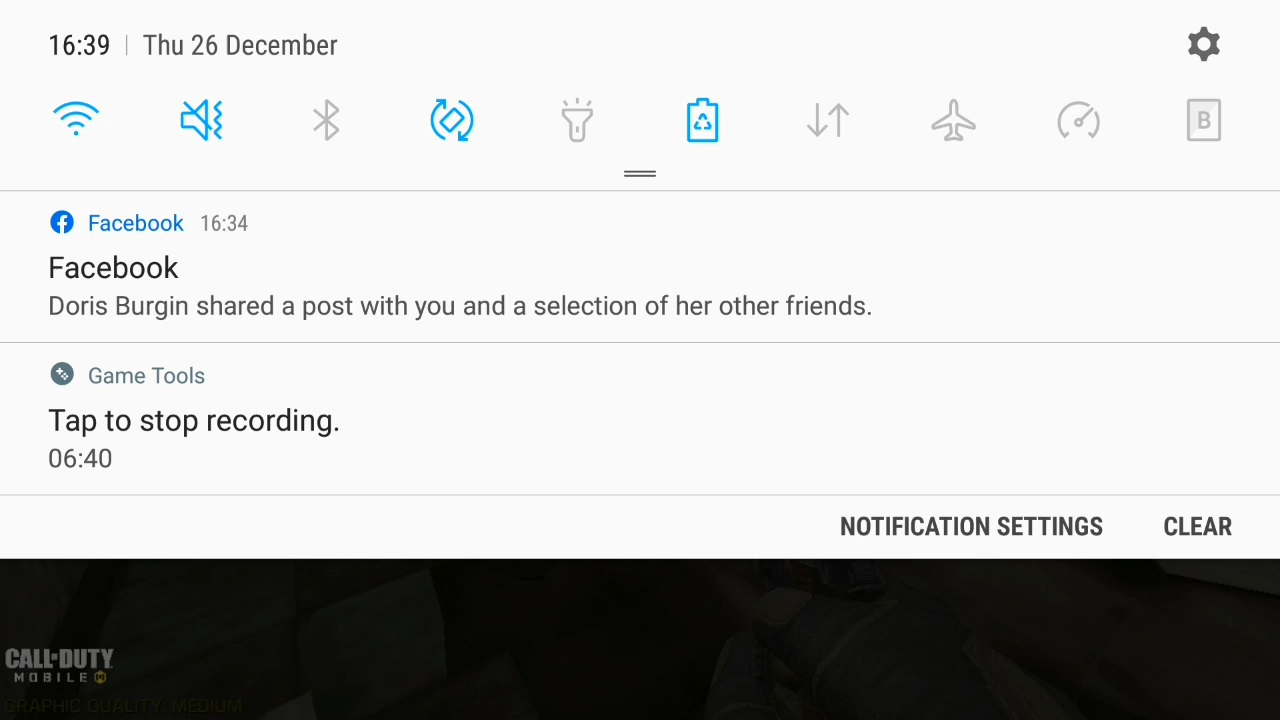 16:39 | Thu 26 December
B
Facebook 16:34
Facebook
Doris Burgin shared a post with you and a selection of her other friends.
Game Tools
Tap to stop recording.
06:40
NOTIFICATION SETTINGS CLEAR
CALL OF DUTY
MOBILE
GRAPHIC QUALITY: MEDIUM